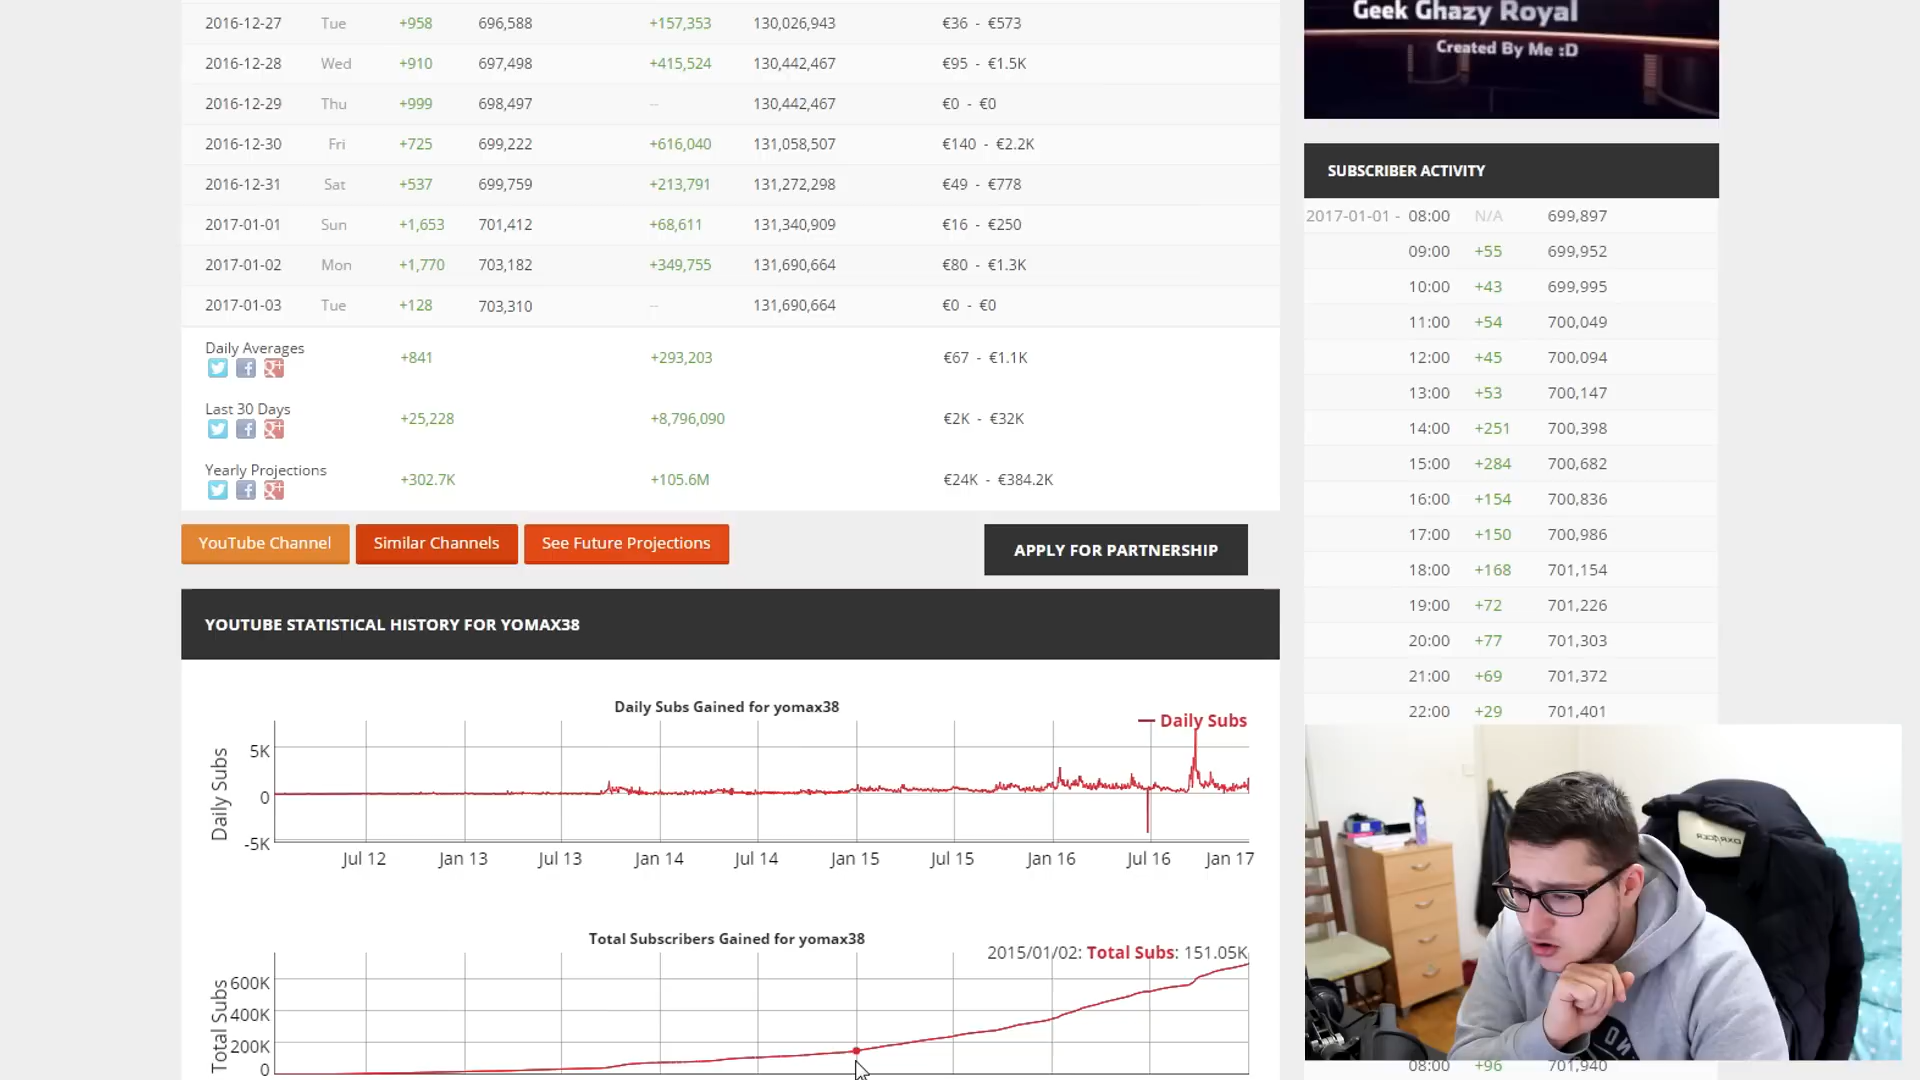 2016-12-27 Tue +958 696,588 +157,353 130,026,943 €36 - €573
2016-12-28 Wed +910 697,498 +415,524 130,442,467 €95 - €1.5K
2016-12-29 Thu +999 698,497 -- 130,442,467 €0 - €0
2016-12-30 Fri +725 699,222 +616,040 131,058,507 €140 - €2.2K
2016-12-31 Sat +537 699,759 +213,791 131,272,298 €49 - €778
2017-01-01 Sun +1,653 701,412 +68,611 131,340,909 €16 - €250
2017-01-02 Mon +1,770 703,182 +349,755 131,690,664 €80 - €1.3K
2017-01-03 Tue +128 703,310 -- 131,690,664 €0 - €0
Daily Averages +841 +293,203 €67 - €1.1K
Last 30 Days +25,228 +8,796,090 €2K - €32K
Yearly Projections +302.7K +105.6M €24K - €384.2K
YouTube Channel
Similar Channels
See Future Projections
APPLY FOR PARTNERSHIP
YOUTUBE STATISTICAL HISTORY FOR YOMAX38
Daily Subs Gained for yomax38
Daily Subs
Daily Subs
5K
0
-5K
Jul 12 Jan 13 Jul 13 Jan 14 Jul 14 Jan 15 Jul 15 Jan 16 Jul 16 Jan 17
Total Subscribers Gained for yomax38
2015/01/02: Total Subs: 151.05K
Total Subs
600K
400K
200K
0
Geek Ghazy Royal
Created By Me :D
SUBSCRIBER ACTIVITY
2017-01-01 - 08:00 N/A 699,897
09:00 +55 699,952
10:00 +43 699,995
11:00 +54 700,049
12:00 +45 700,094
13:00 +53 700,147
14:00 +251 700,398
15:00 +284 700,682
16:00 +154 700,836
17:00 +150 700,986
18:00 +168 701,154
19:00 +72 701,226
20:00 +77 701,303
21:00 +69 701,372
22:00 +29 701,401
08:00 +96 701,940